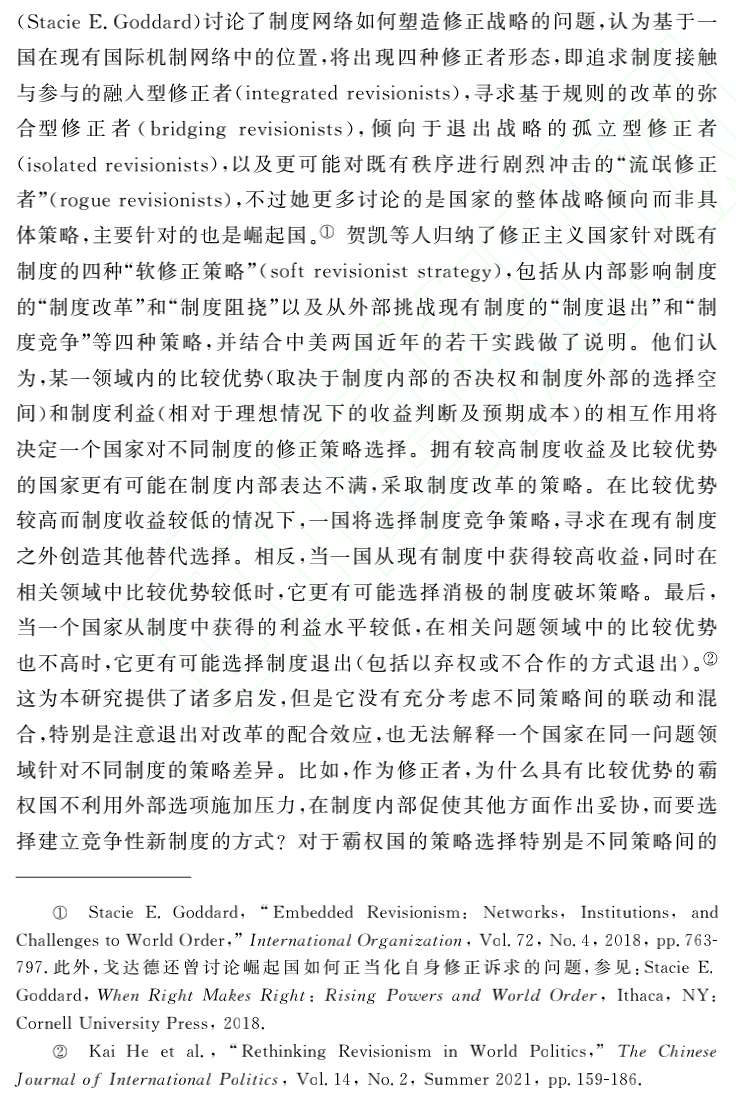 (Stacie E. Goddard)讨论了制度网络如何塑造修正战略的问题,认为基于一
国在现有国际机制网络中的位置,将出现四种修正者形态,即追求制度接触
与参与的融入型修正者(integrated revisionists),寻求基于规则的改革的弥
合型修正者(bridging revisionists),倾向于退出战略的孤立型修正者
(isolated revisionists),以及更可能对既有秩序进行剧烈冲击的“流氓修正
者”(rogue revisionists),不过她更多讨论的是国家的整体战略倾向而非具
体策略,主要针对的也是崛起国。① 贺凯等人归纳了修正主义国家针对既有
制度的四种“软修正策略”(soft revisionist strategy),包括从内部影响制度
的“制度改革”和“制度阻挠”以及从外部挑战现有制度的“制度退出”和“制
度竞争”等四种策略,并结合中美两国近年的若干实践做了说明。他们认
为,某一领域内的比较优势(取决于制度内部的否决权和制度外部的选择空
间)和制度利益(相对于理想情况下的收益判断及预期成本)的相互作用将
决定一个国家对不同制度的修正策略选择。拥有较高制度收益及比较优势
的国家更有可能在制度内部表达不满,采取制度改革的策略。在比较优势
较高而制度收益较低的情况下,一国将选择制度竞争策略,寻求在现有制度
之外创造其他替代选择。相反,当一国从现有制度中获得较高收益,同时在
相关领域中比较优势较低时,它更有可能选择消极的制度破坏策略。最后,
当一个国家从制度中获得的利益水平较低,在相关问题领域中的比较优势
也不高时,它更有可能选择制度退出(包括以弃权或不合作的方式退出)。②
这为本研究提供了诸多启发,但是它没有充分考虑不同策略间的联动和混
合,特别是注意退出对改革的配合效应,也无法解释一个国家在同一问题领
域针对不同制度的策略差异。比如,作为修正者,为什么具有比较优势的霸
权国不利用外部选项施加压力,在制度内部促使其他方面作出妥协,而要选
择建立竞争性新制度的方式? 对于霸权国的策略选择特别是不同策略间的
① Stacie E. Goddard, “Embedded Revisionism: Networks, Institutions, and
Challenges to World Order,” International Organization, Vol. 72, No. 4, 2018, pp. 763-
797. 此外,戈达德还曾讨论崛起国如何正当化自身修正诉求的问题,参见:Stacie E.
Goddard, When Right Makes Right: Rising Powers and World Order, Ithaca, NY:
Cornell University Press, 2018.
② Kai He et al., “Rethinking Revisionism in World Politics,” The Chinese
Journal of International Politics, Vol. 14, No. 2, Summer 2021, pp. 159-186.